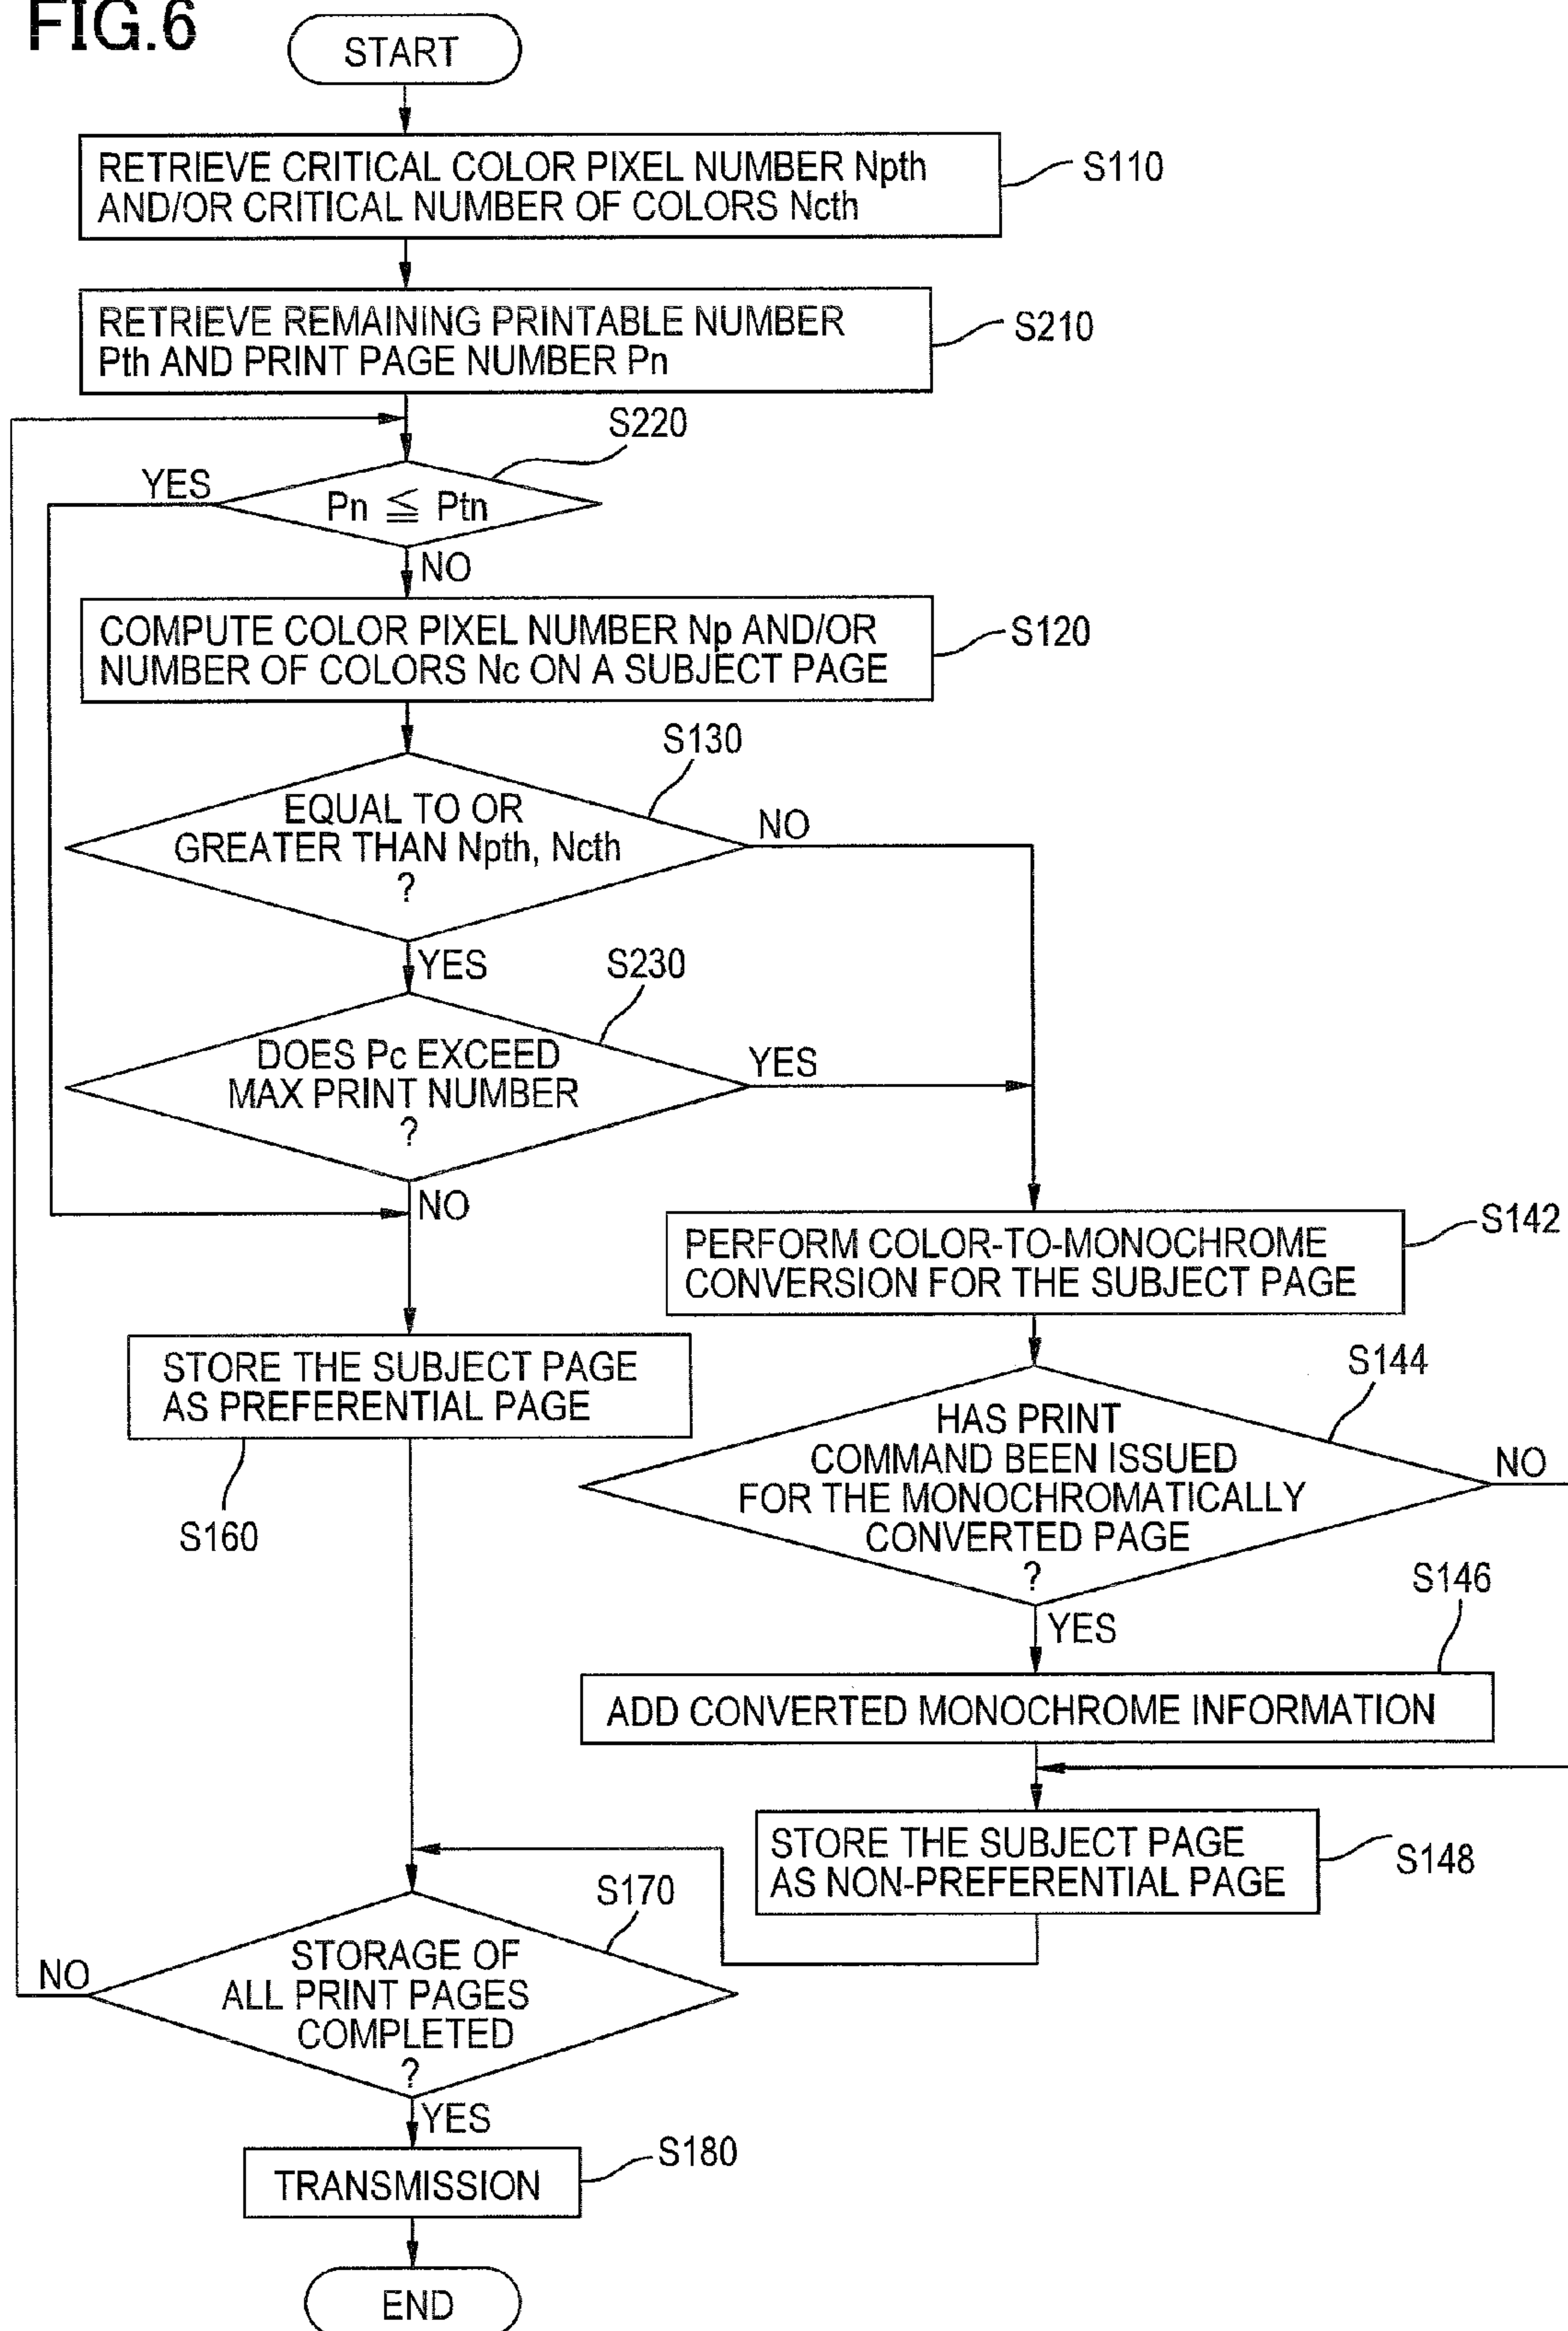 FIG.6
START
RETRIEVE CRITICAL COLOR PIXEL NUMBER Npth
AND/OR CRITICAL NUMBER OF COLORS Ncth
S110
RETRIEVE REMAINING PRINTABLE NUMBER
Pth AND PRINT PAGE NUMBER Pn
S210
S220
YES
Pn ≦ Ptn
NO
COMPUTE COLOR PIXEL NUMBER Np AND/OR
NUMBER OF COLORS Nc ON A SUBJECT PAGE
S120
S130
EQUAL TO OR
GREATER THAN Npth, Ncth
?
NO
YES
S230
DOES Pc EXCEED
MAX PRINT NUMBER
?
YES
NO
PERFORM COLOR-TO-MONOCHROME
CONVERSION FOR THE SUBJECT PAGE
S142
STORE THE SUBJECT PAGE
AS PREFERENTIAL PAGE
S160
S144
HAS PRINT
COMMAND BEEN ISSUED
FOR THE MONOCHROMATICALLY
CONVERTED PAGE
?
NO
YES
S146
ADD CONVERTED MONOCHROME INFORMATION
STORE THE SUBJECT PAGE
AS NON-PREFERENTIAL PAGE
S148
S170
STORAGE OF
ALL PRINT PAGES
COMPLETED
?
NO
YES
TRANSMISSION
S180
END